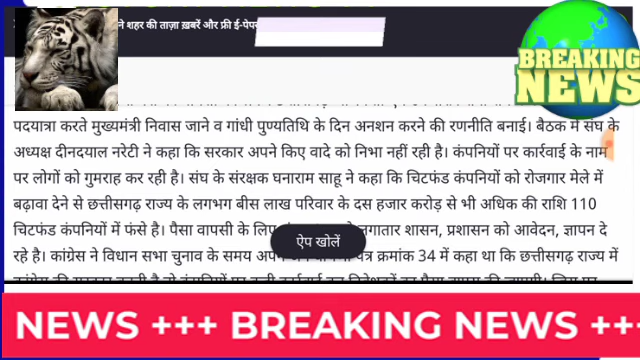 ने शहर की ताज़ा ख़बरें और फ्री ई-पेपर
BREAKING
NEWS
पदयात्रा करते मुख्यमंत्री निवास जाने व गांधी पुण्यतिथि के दिन अनशन करने की रणनीति बनाई। बैठक में संघ के
अध्यक्ष दीनदयाल नरेटी ने कहा कि सरकार अपने किए वादे को निभा नहीं रही है। कंपनियों पर कार्रवाई के नाम
पर लोगों को गुमराह कर रही है। संघ के संरक्षक घनाराम साहू ने कहा कि चिटफंड कंपनियों को रोजगार मेले में
बढ़ावा देने से छत्तीसगढ़ राज्य के लगभग बीस लाख परिवार के दस हजार करोड़ से भी अधिक की राशि 110
चिटफंड कंपनियों में फंसे है। पैसा वापसी के लिए लगातार शासन, प्रशासन को आवेदन, ज्ञापन दे
ऐप खोलें
रहे है। कांग्रेस ने विधान सभा चुनाव के समय अपने पत्र क्रमांक 34 में कहा था कि छत्तीसगढ़ राज्य में
NEWS +++ BREAKING NEWS +++